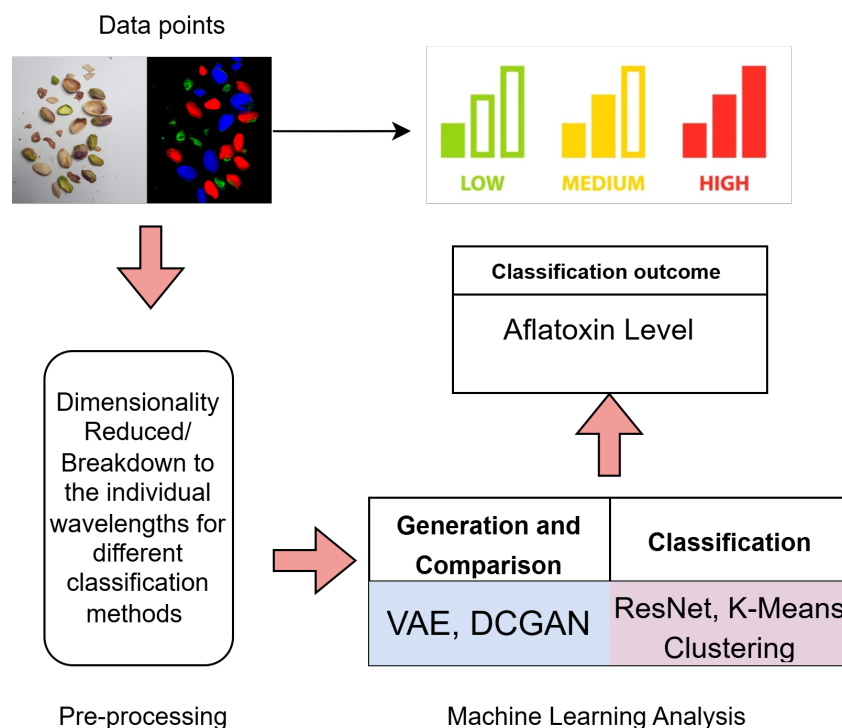 Data points
LOW
MEDIUM
HIGH
Classification outcome
Aflatoxin Level
Dimensionality
Reduced/
Breakdown to
the individual
wavelengths for
different
classification
methods
Generation and
Comparison
Classification
VAE, DCGAN
ResNet, K-Means
Clustering
Pre-processing
Machine Learning Analysis